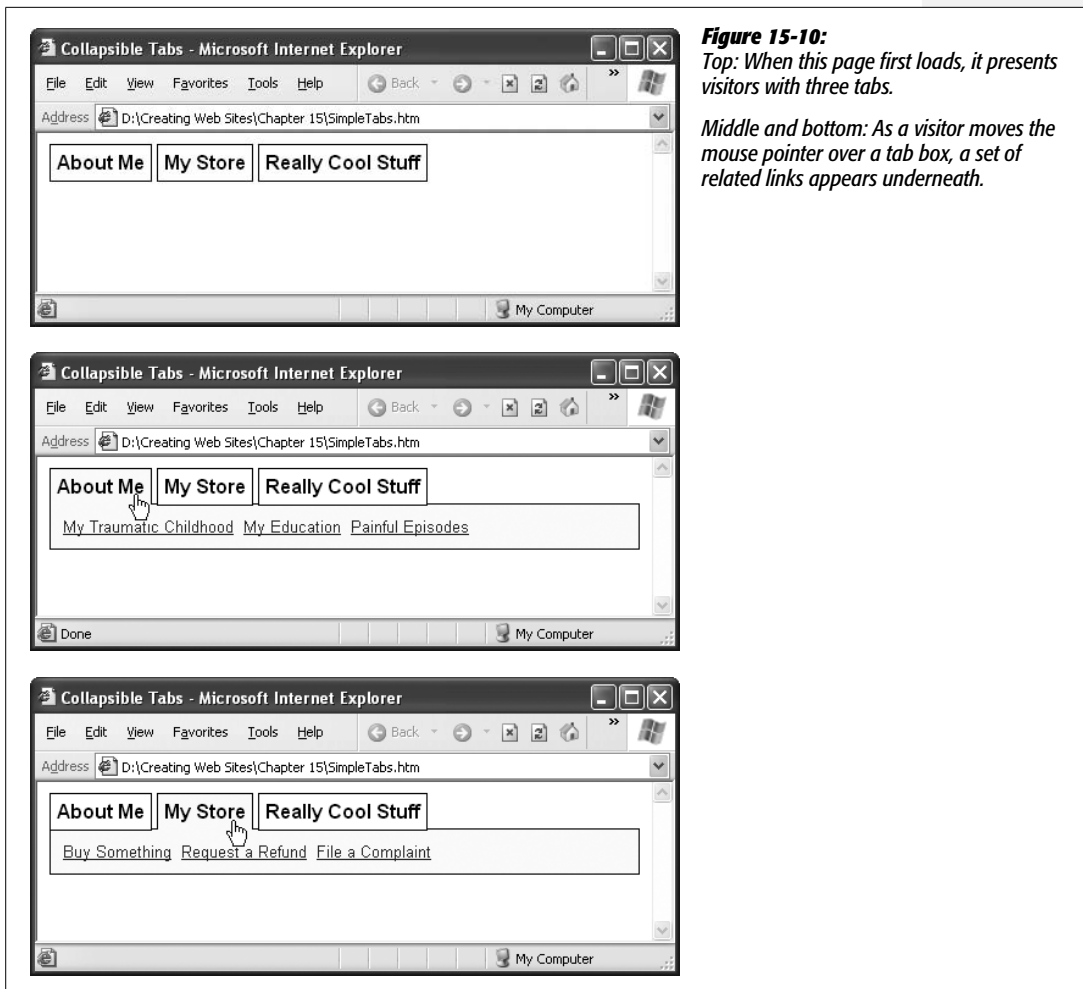 Collapsible Tabs - Microsoft Internet Explorer
File Edit View Favorites Tools Help Back »
Address D:\Creating Web Sites\Chapter 15\SimpleTabs.htm
About Me My Store Really Cool Stuff
My Computer
Collapsible Tabs - Microsoft Internet Explorer
File Edit View Favorites Tools Help Back »
Address D:\Creating Web Sites\Chapter 15\SimpleTabs.htm
About Me My Store Really Cool Stuff
My Traumatic Childhood My Education Painful Episodes
Done My Computer
Collapsible Tabs - Microsoft Internet Explorer
File Edit View Favorites Tools Help Back »
Address D:\Creating Web Sites\Chapter 15\SimpleTabs.htm
About Me My Store Really Cool Stuff
Buy Something Request a Refund File a Complaint
My Computer
Figure 15-10:
Top: When this page first loads, it presents
visitors with three tabs.
Middle and bottom: As a visitor moves the
mouse pointer over a tab box, a set of
related links appears underneath.